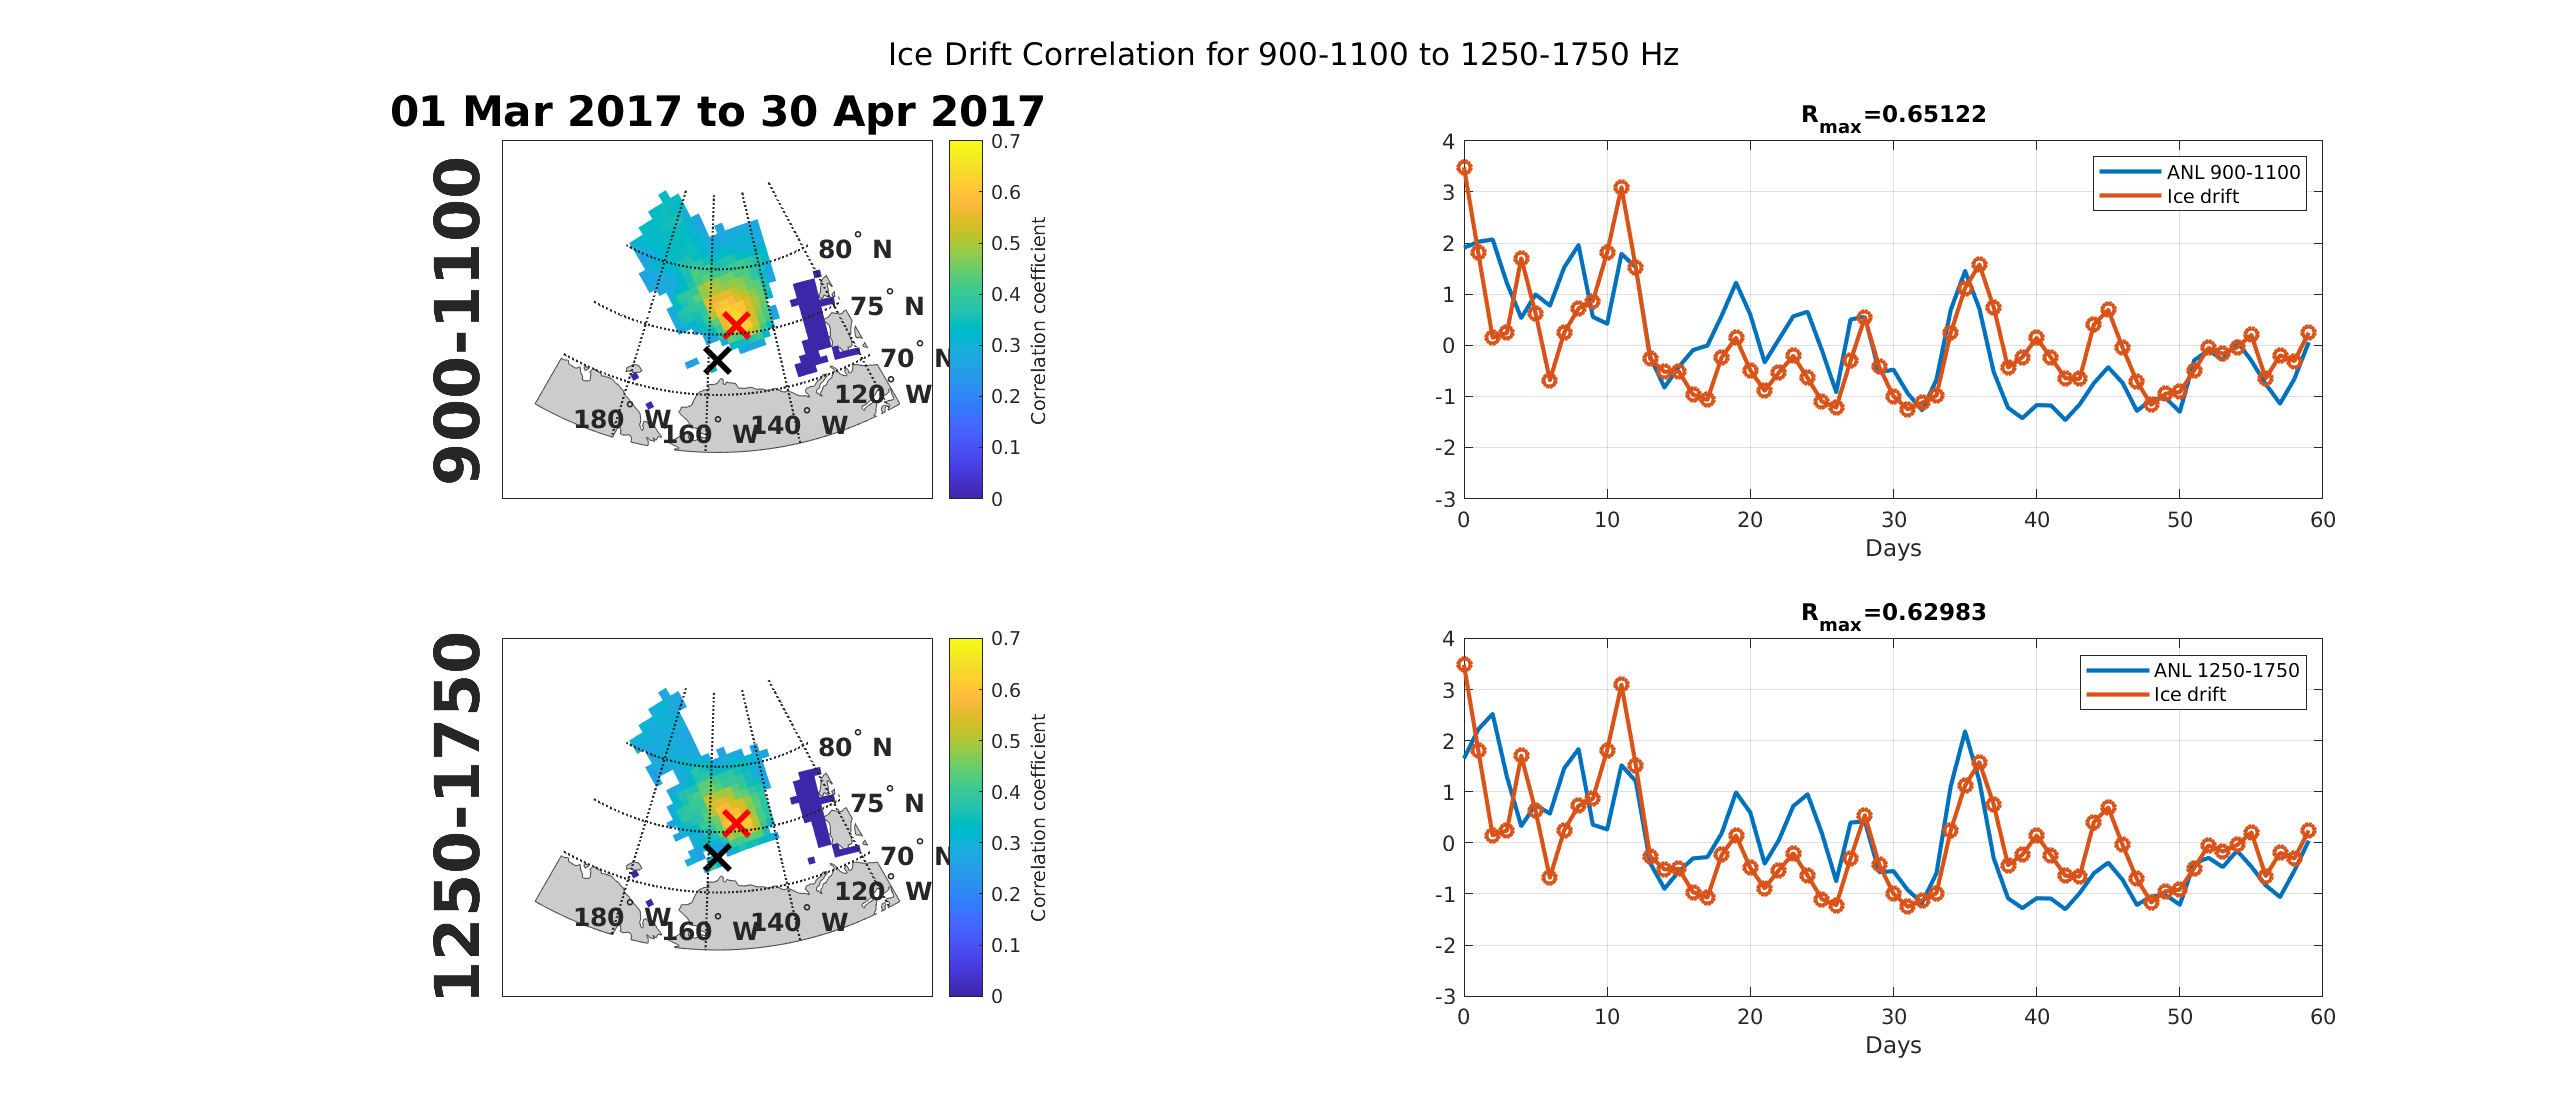 Ice Drift Correlation for 900-1100 to 1250-1750 Hz
01 Mar 2017 to 30 Apr 2017
900-1100
80° N
75° N
70° N
120° W
140° W
160° W
180° W
0.7
0.6
0.5
0.4
0.3
0.2
0.1
0
Correlation coefficient
Rmax=0.65122
ANL 900-1100
Ice drift
4
3
2
1
0
-1
-2
-3
0 10 20 30 40 50 60
Days
1250-1750
80° N
75° N
70° N
120° W
140° W
160° W
180° W
0.7
0.6
0.5
0.4
0.3
0.2
0.1
0
Correlation coefficient
Rmax=0.62983
ANL 1250-1750
Ice drift
4
3
2
1
0
-1
-2
-3
0 10 20 30 40 50 60
Days